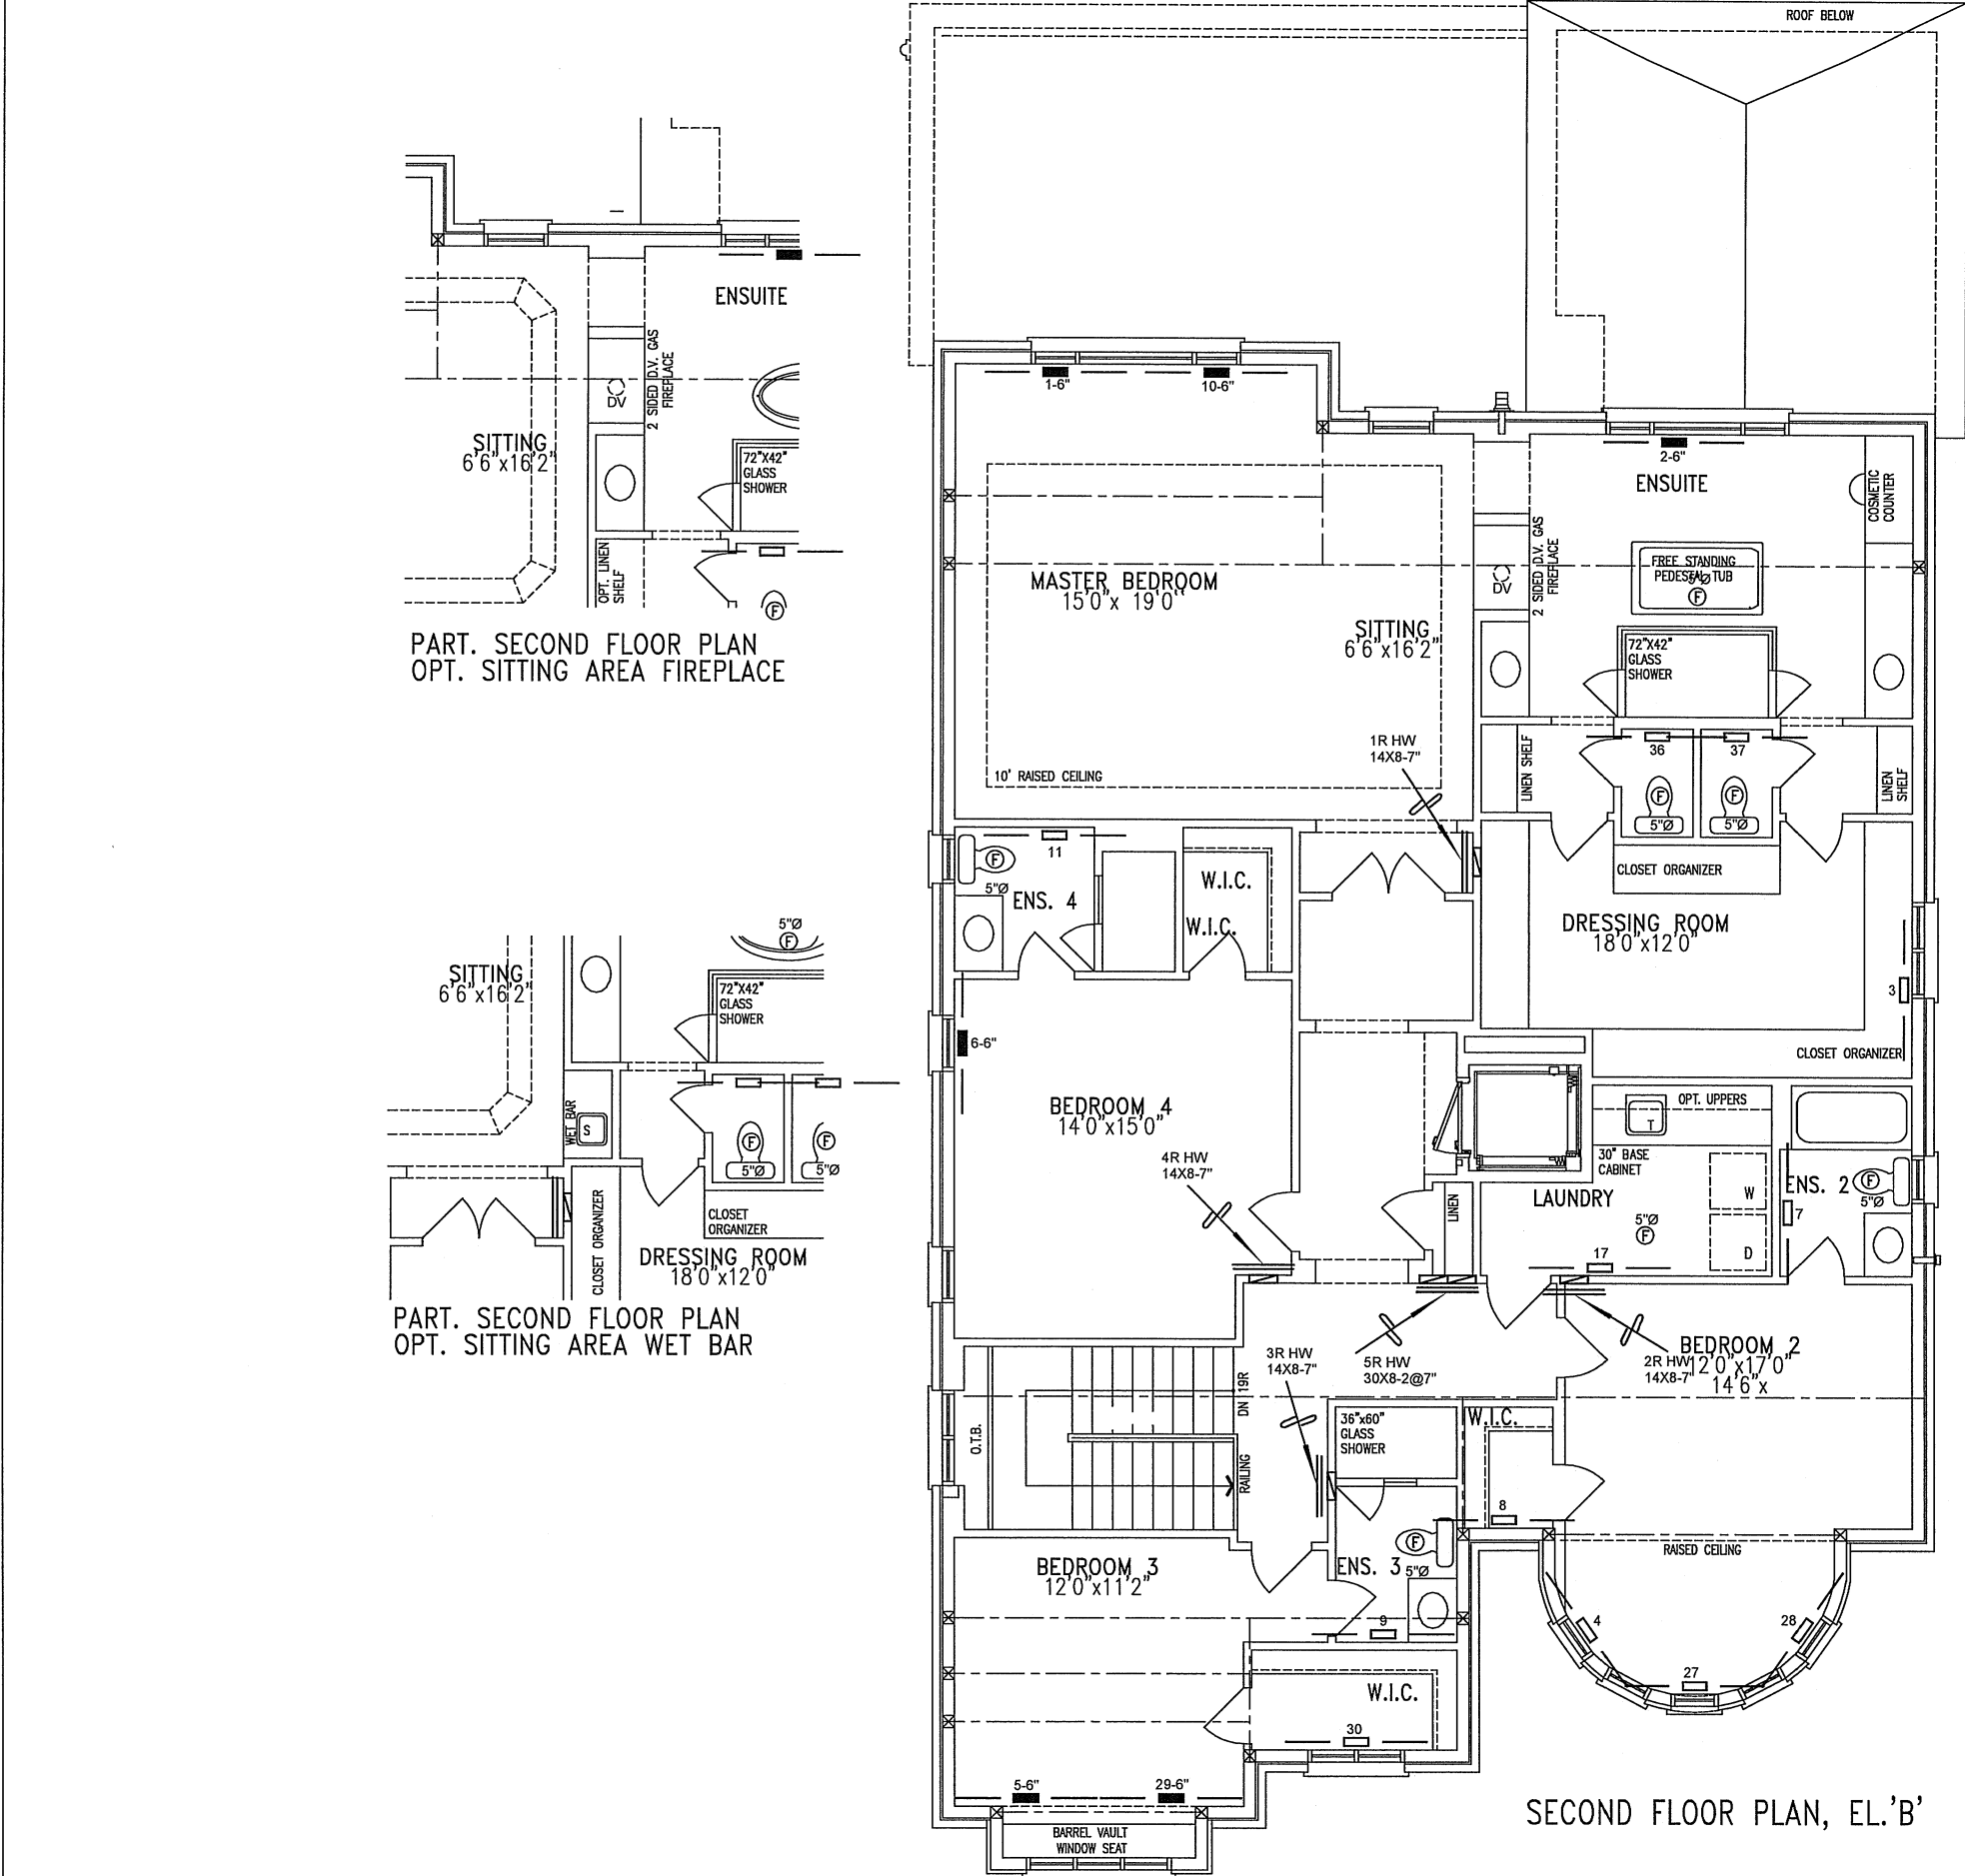 ROOF BELOW
ENSUITE
2 SIDED D.V. GAS
FIREPLACE
DV
SITTING
6'6"x16'2"
72"X42"
GLASS
SHOWER
OPT. LINEN
SHELF
F
PART. SECOND FLOOR PLAN
OPT. SITTING AREA FIREPLACE
5"Ø
F
SITTING
6'6"x16'2"
72"X42"
GLASS
SHOWER
WET BAR
S
F
5"Ø
F
5"Ø
CLOSET ORGANIZER
CLOSET
ORGANIZER
DRESSING ROOM
18'0"x12'0"
PART. SECOND FLOOR PLAN
OPT. SITTING AREA WET BAR
1-6"
10-6"
2-6"
ENSUITE
COSMETIC
COUNTER
2 SIDED D.V. GAS
FIREPLACE
DV
FREE STANDING
PEDESTAL TUB
5"Ø
F
MASTER BEDROOM
15'0"x 19'0"
SITTING
6'6"x16'2"
72"X42"
GLASS
SHOWER
1R HW
14X8-7"
10' RAISED CEILING
LINEN SHELF
36
37
F
5"Ø
F
5"Ø
LINEN
SHELF
11
F
5"Ø
ENS. 4
W.I.C.
W.I.C.
CLOSET ORGANIZER
DRESSING ROOM
18'0"x12'0"
3
CLOSET ORGANIZER
6-6"
BEDROOM 4
14'0"x15'0"
4R HW
14X8-7"
OPT. UPPERS
T
30" BASE
CABINET
LAUNDRY
LINEN
W
D
5"Ø
F
17
ENS. 2
F
5"Ø
7
3R HW
14X8-7"
5R HW
30X8-2@7"
2R HW
14X8-7"
BEDROOM 2
12'0"x17'0"
14'6"x
DN 19R
O.T.B.
RAILING
36"x60"
GLASS
SHOWER
W.I.C.
8
RAISED CEILING
BEDROOM 3
12'0"x11'2"
ENS. 3
F
5"Ø
9
4
28
27
W.I.C.
30
5-6"
29-6"
BARREL VAULT
WINDOW SEAT
SECOND FLOOR PLAN, EL.'B'